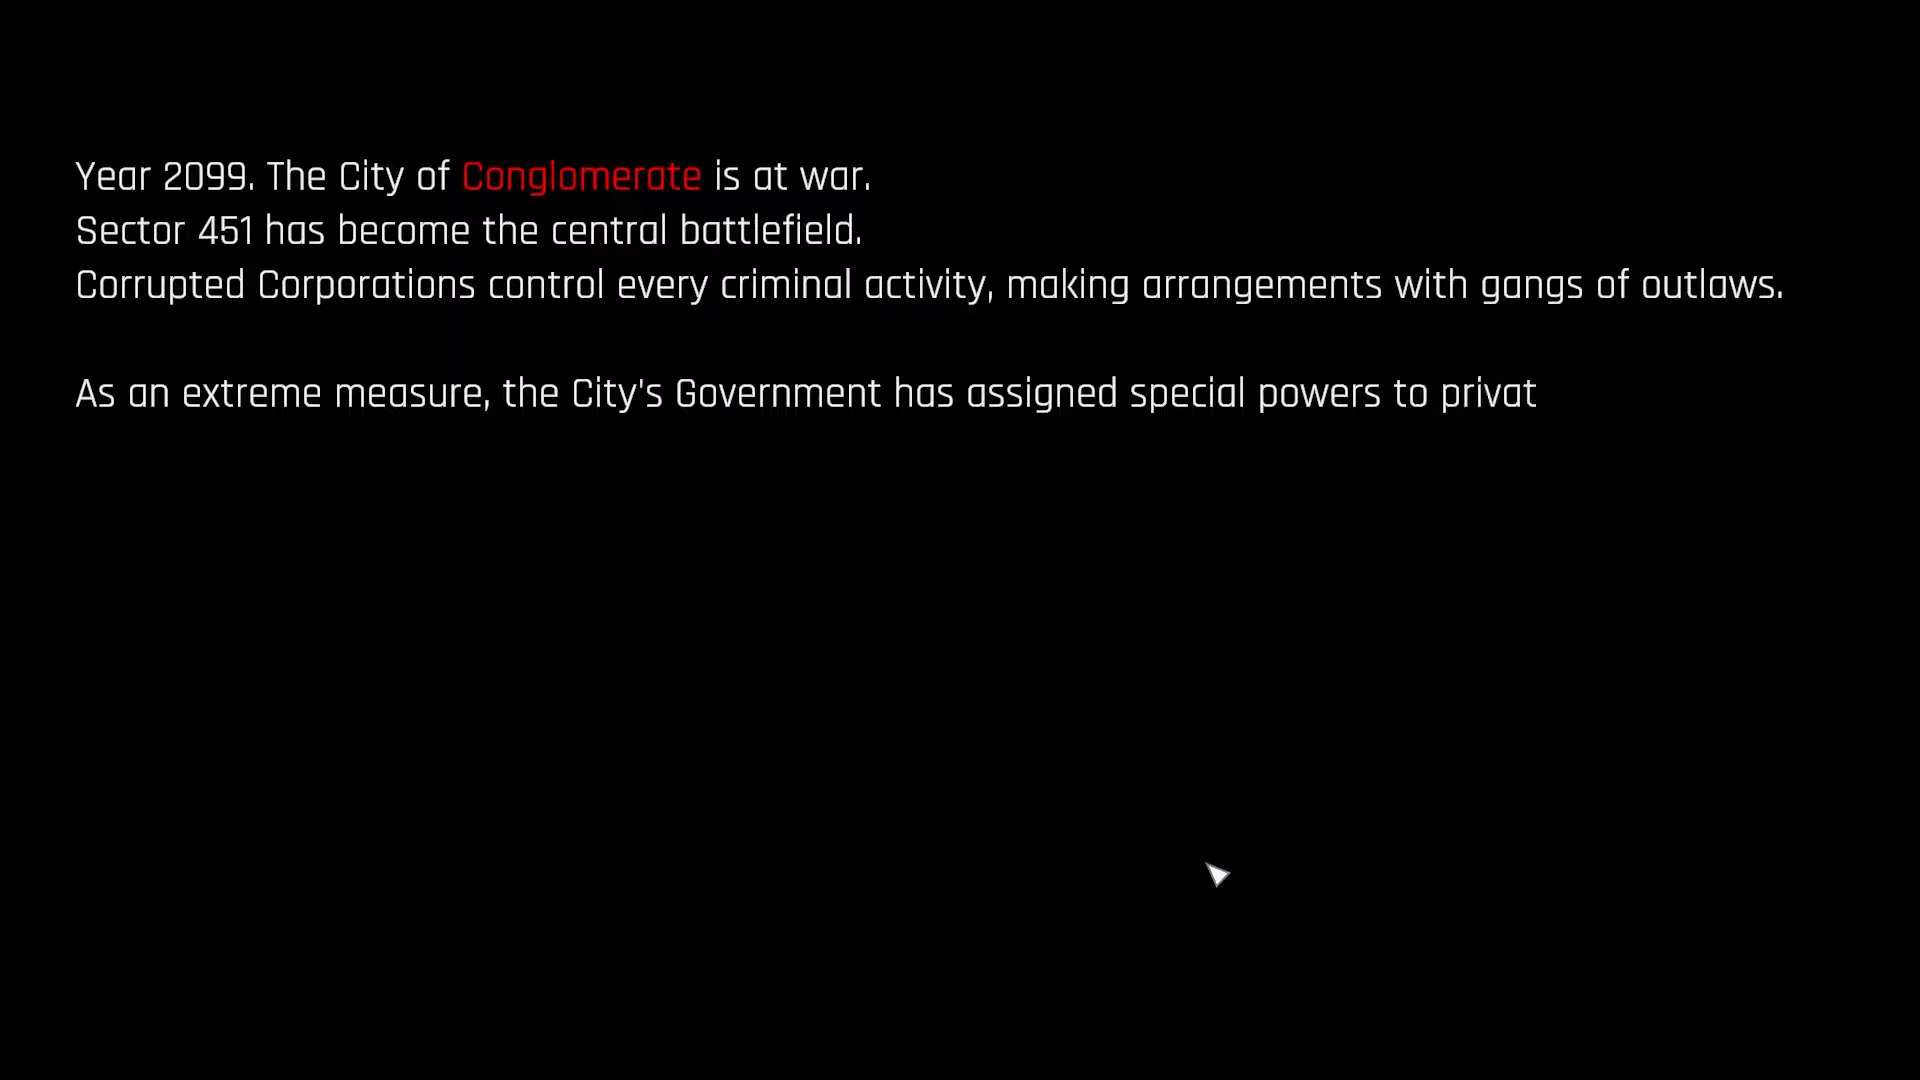 Year 2099. The City of Conglomerate is at war.
Sector 451 has become the central battlefield.
Corrupted Corporations control every criminal activity, making arrangements with gangs of outlaws.
As an extreme measure, the City's Government has assigned special powers to privat